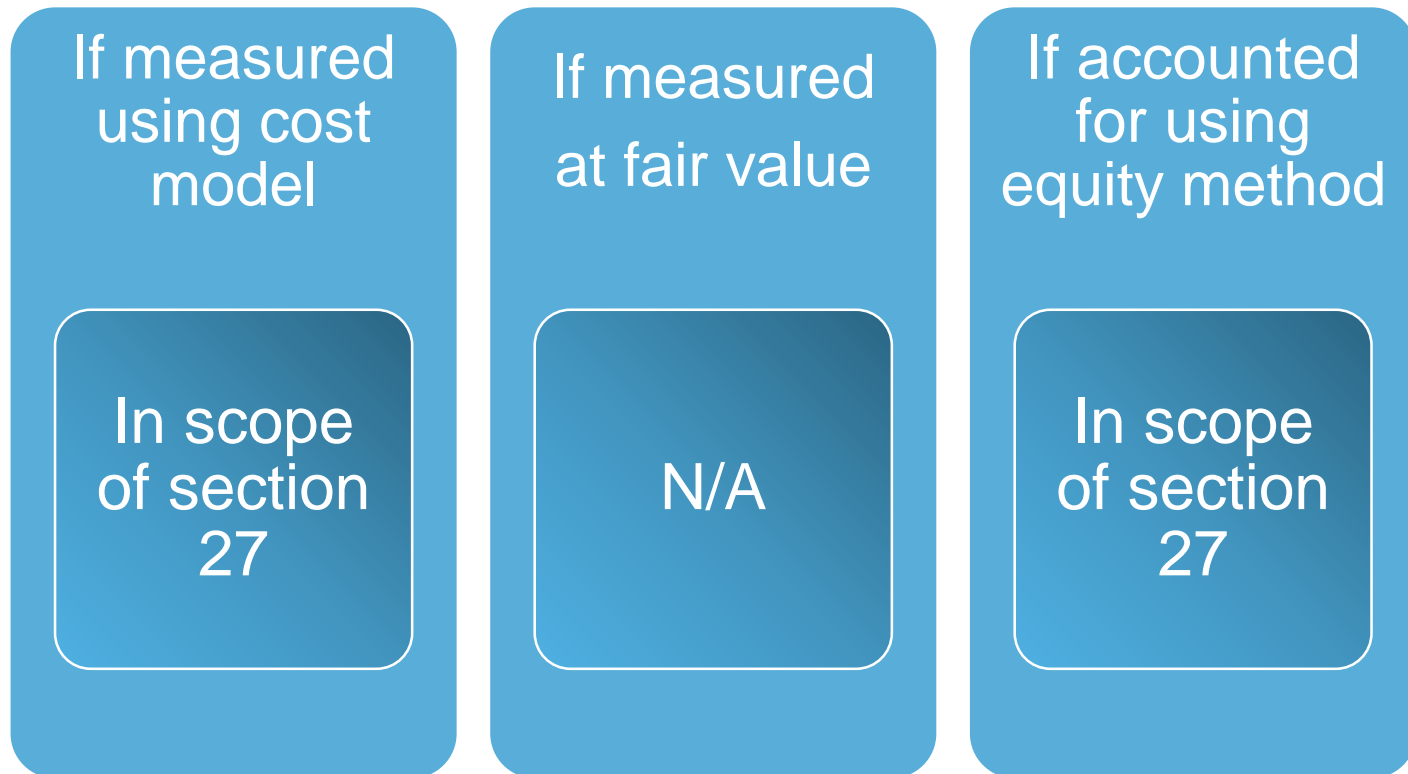 If measured
using cost
model
In scope
of section
27
If measured
at fair value
N/A
If accounted
for using
equity method
In scope
of section
27